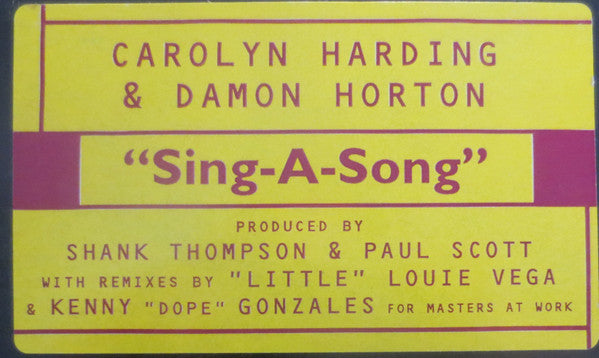 CAROLYN HARDING
& DAMON HORTON
“Sing-A-Song”
PRODUCED BY
SHANK THOMPSON & PAUL SCOTT
WITH REMIXES BY "LITTLE" LOUIE VEGA
& KENNY "DOPE" GONZALES FOR MASTERS AT WORK